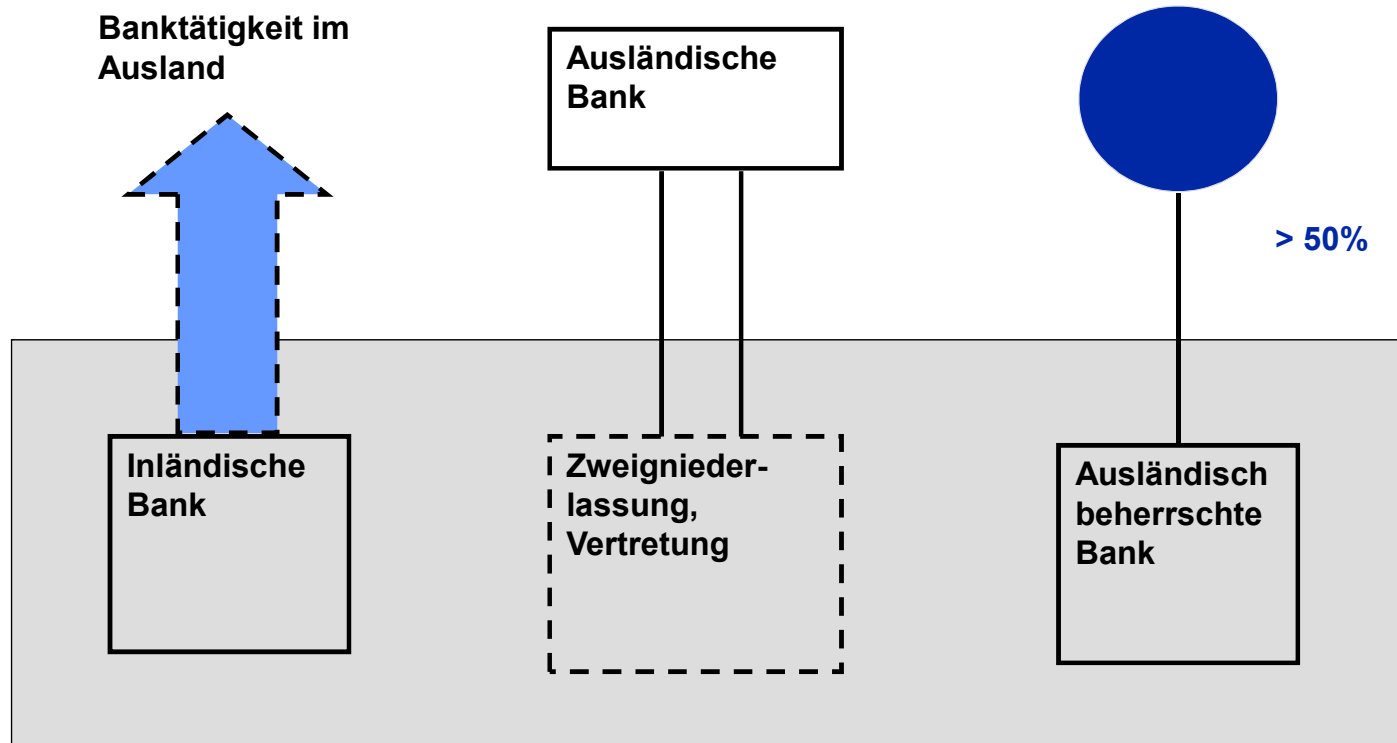 Banktätigkeit im
Ausland
Ausländische
Bank
> 50%
Inländische
Bank
Zweignieder-
lassung,
Vertretung
Ausländisch
beherrschte
Bank